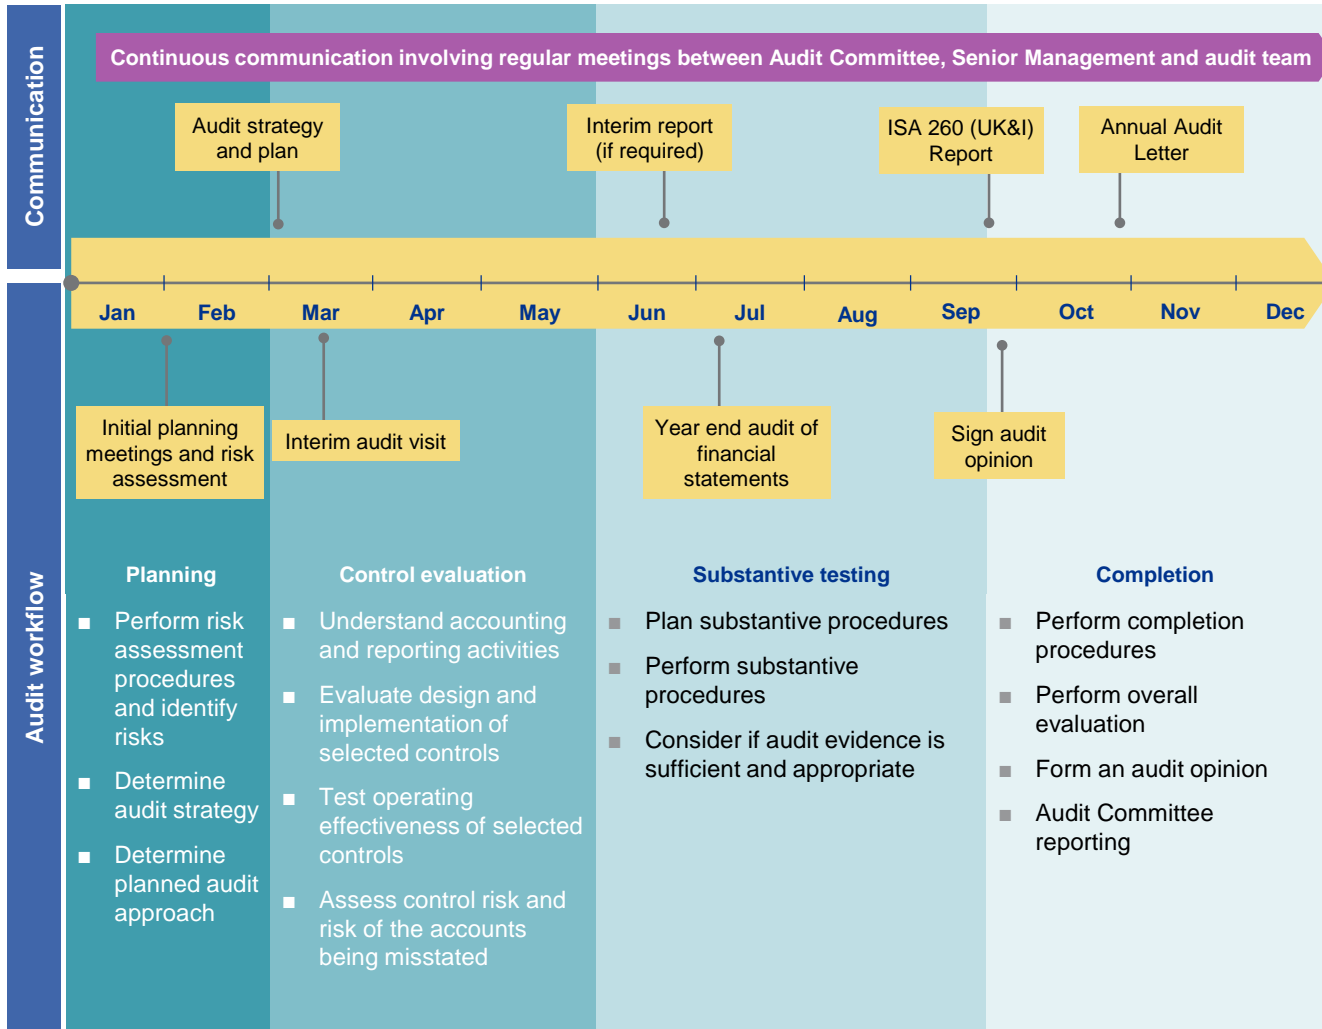 Communication
Continuous communication involving regular meetings between Audit Committee, Senior Management and audit team
Audit strategy
and plan
Interim report
(if required)
ISA 260 (UK&I)
Report
Annual Audit
Letter
Jan Feb Mar Apr May Jun Jul Aug Sep Oct Nov Dec
Audit workflow
Initial planning
meetings and risk
assessment
Interim audit visit
Year end audit of
financial
statements
Sign audit
opinion
Planning
■ Perform risk
assessment
procedures
and identify
risks
■ Determine
audit strategy
■ Determine
planned audit
approach
Control evaluation
■ Understand accounting
and reporting activities
■ Evaluate design and
implementation of
selected controls
■ Test operating
effectiveness of selected
controls
■ Assess control risk and
risk of the accounts
being misstated
Substantive testing
■ Plan substantive procedures
■ Perform substantive
procedures
■ Consider if audit evidence is
sufficient and appropriate
Completion
■ Perform completion
procedures
■ Perform overall
evaluation
■ Form an audit opinion
■ Audit Committee
reporting